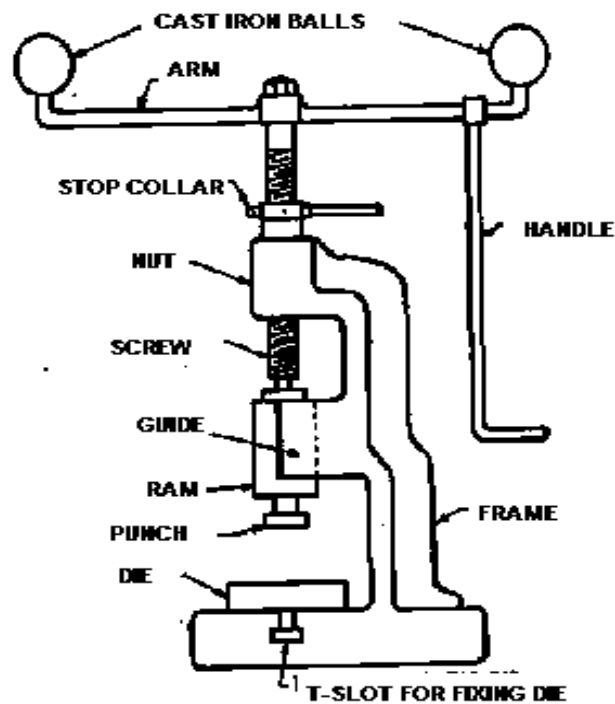 CAST IRON BALLS
ARM
STOP COLLAR
HANDLE
NUT
SCREW
GUIDE
RAM
PUNCH
FRAME
DIE
T-SLOT FOR FIXING DIE